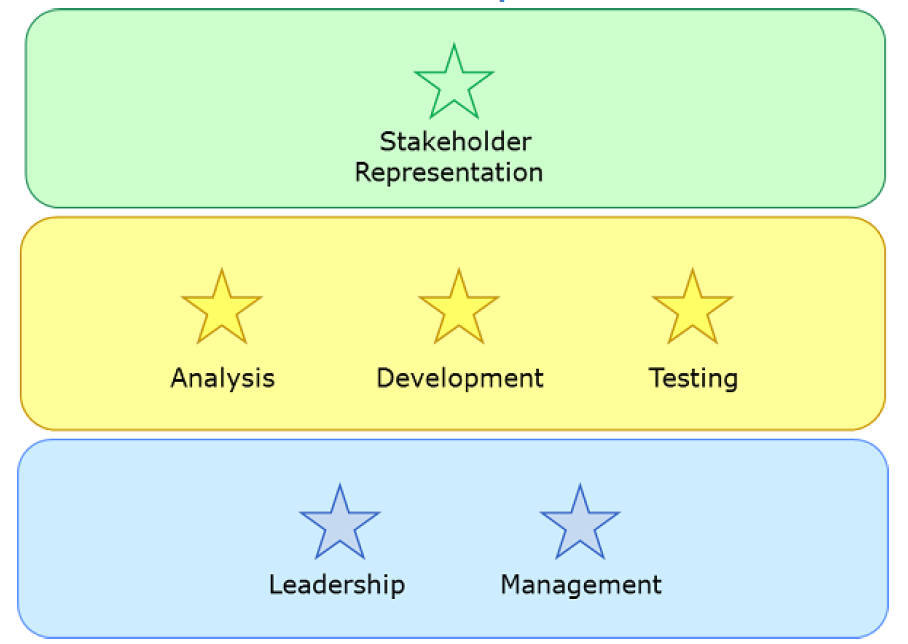 Stakeholder
Representation
Analysis Development Testing
Leadership Management